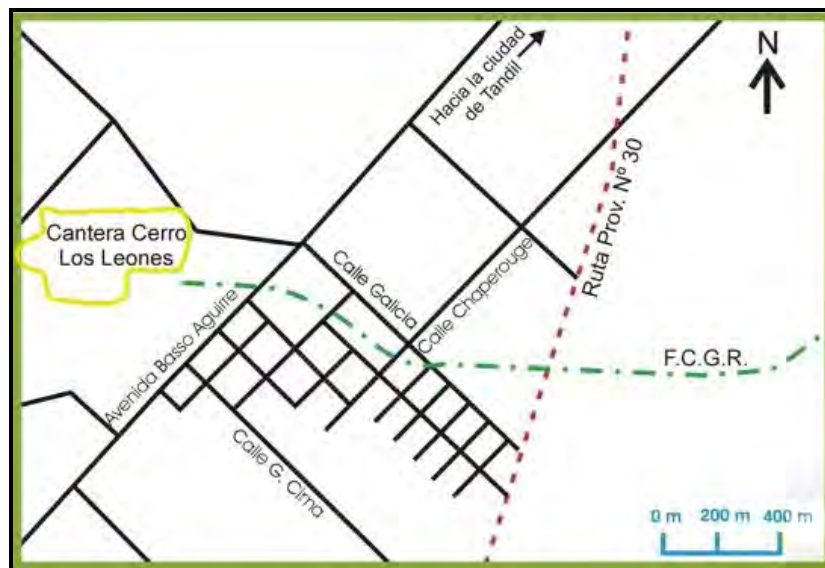 Hacia la ciudad
de Tandil
N
Ruta Prov. Nº 30
Cantera Cerro
Los Leones
Calle Galicia
Calle Chaperouge
Avenida Basso Aguirre
F.C.G.R.
Calle G. Cima
0 m 200 m 400 m